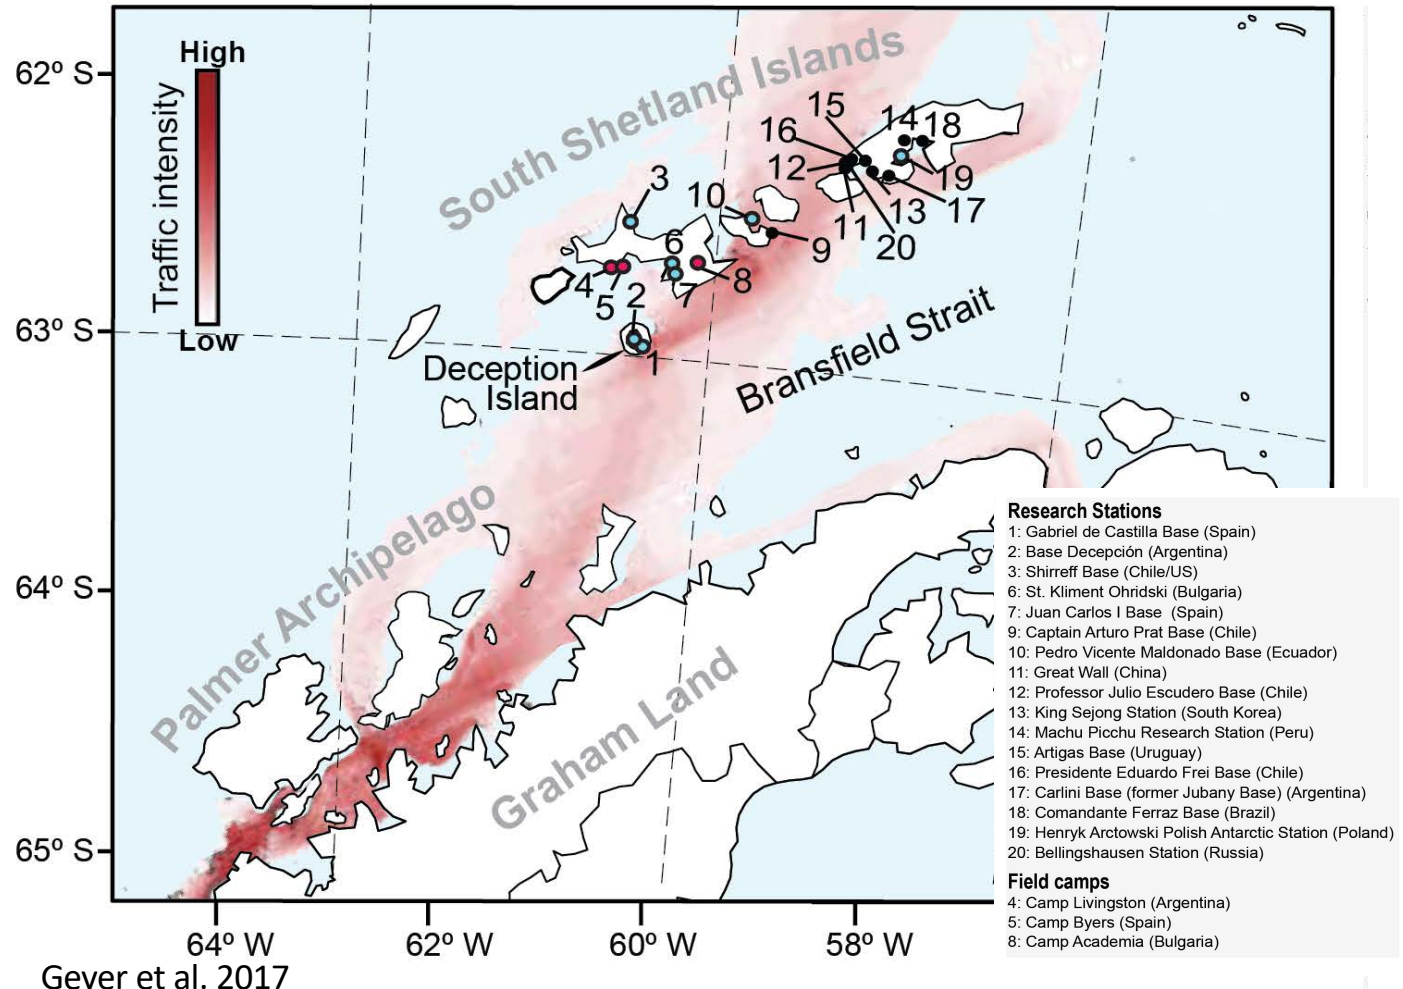 High
Traffic intensity
Low
62º S
63º S
64º S
65º S
South Shetland Islands
15
14
18
16
12
3
10
19
17
13
11
20
9
6
8
4
5
2
7
1
Deception
Island
Bransfield Strait
Palmer Archipelago
Graham Land
64º W
62º W
60º W
58º W
Research Stations
1: Gabriel de Castilla Base (Spain)
2: Base Decepción (Argentina)
3: Shirreff Base (Chile/US)
6: St. Kliment Ohridski (Bulgaria)
7: Juan Carlos I Base (Spain)
9: Captain Arturo Prat Base (Chile)
10: Pedro Vicente Maldonado Base (Ecuador)
11: Great Wall (China)
12: Professor Julio Escudero Base (Chile)
13: King Sejong Station (South Korea)
14: Machu Picchu Research Station (Peru)
15: Artigas Base (Uruguay)
16: Presidente Eduardo Frei Base (Chile)
17: Carlini Base (former Jubany Base) (Argentina)
18: Comandante Ferraz Base (Brazil)
19: Henryk Arctowski Polish Antarctic Station (Poland)
20: Bellingshausen Station (Russia)
Field camps
4: Camp Livingston (Argentina)
5: Camp Byers (Spain)
8: Camp Academia (Bulgaria)
Geyer et al. 2017